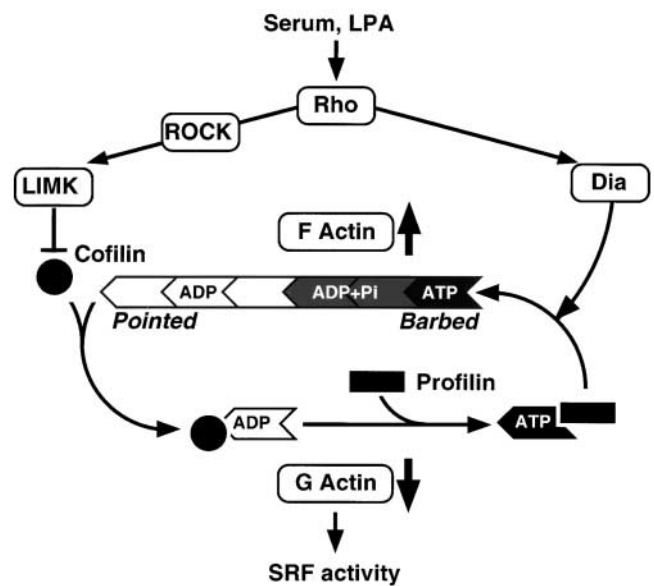 Serum, LPA
Rho
ROCK
LIMK
Dia
F Actin
Cofilin
ADP
ADP+Pi
ATP
Pointed
Barbed
Profilin
ADP
ATP
G Actin
SRF activity